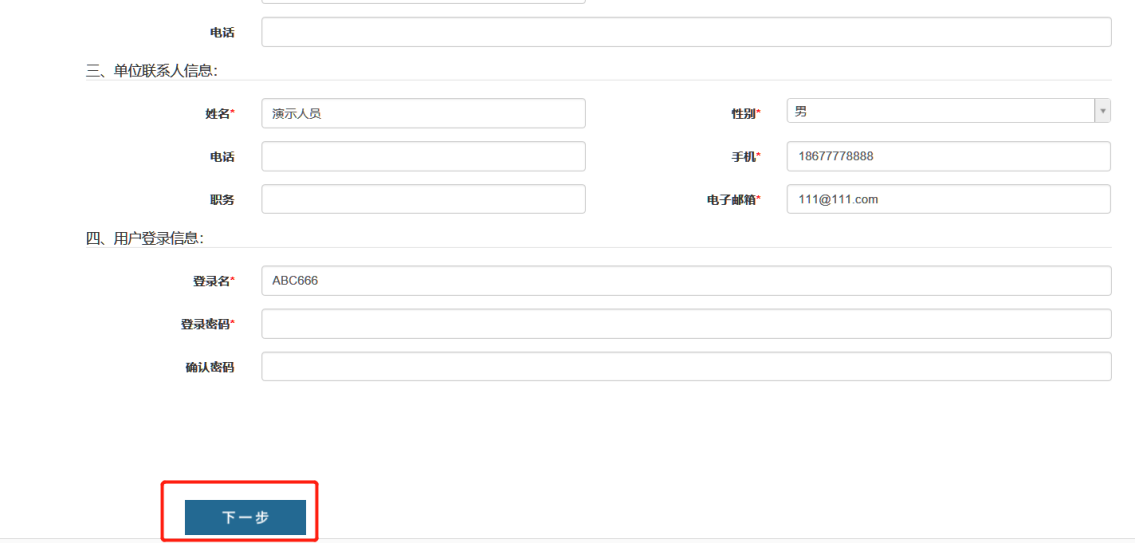 电话
三、单位联系人信息：
姓名* 演示人员 性别* 男
电话 手机* 18677778888
职务 电子邮箱* 111@111.com
四、用户登录信息：
登录名* ABC666
登录密码*
确认密码
下一步